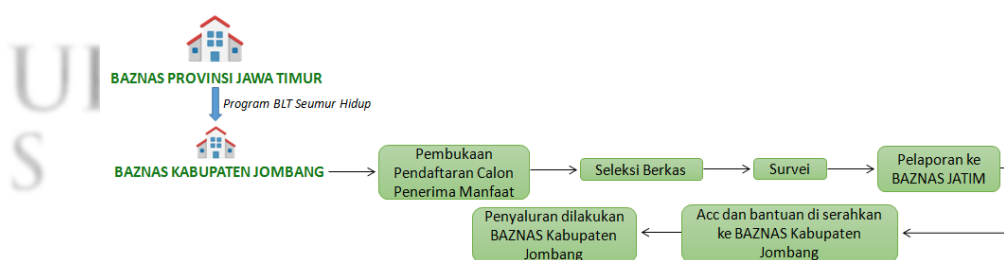 BAZNAS PROVINSI JAWA TIMUR
Program BLT Seumur Hidup
BAZNAS KABUPATEN JOMBANG
Pembukaan
Pendaftaran Calon
Penerima Manfaat
Seleksi Berkas
Survei
Pelaporan ke
BAZNAS JATIM
Acc dan bantuan di serahkan
ke BAZNAS Kabupaten
Jombang
Penyaluran dilakukan
BAZNAS Kabupaten
Jombang